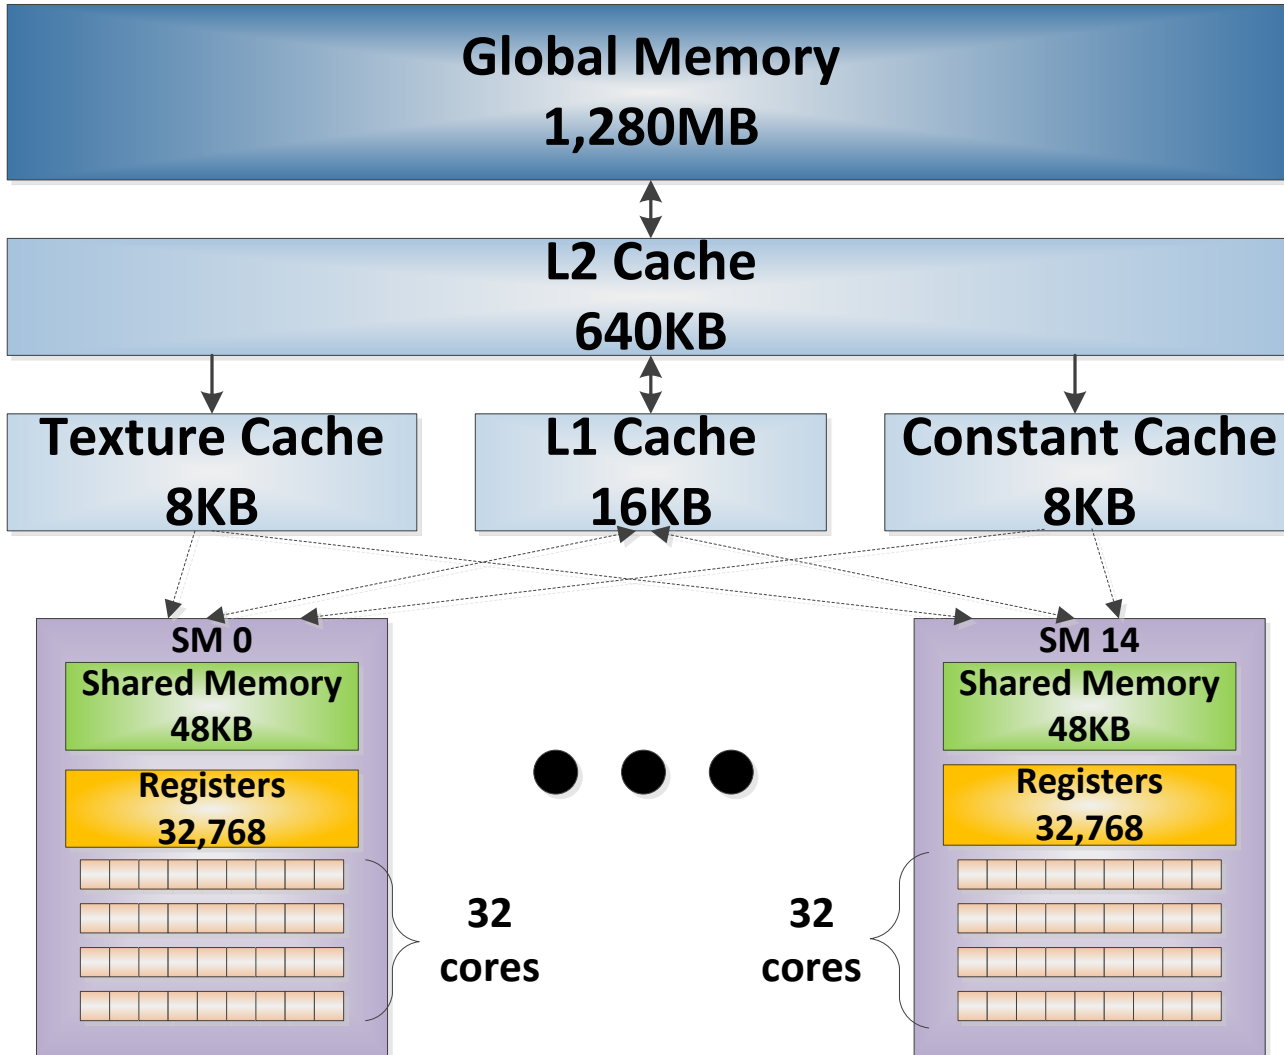 Global Memory
1,280MB
L2 Cache
640KB
Texture Cache
8KB
L1 Cache
16KB
Constant Cache
8KB
SM 0
Shared Memory
48KB
Registers
32,768
32
cores
SM 14
Shared Memory
48KB
Registers
32,768
32
cores